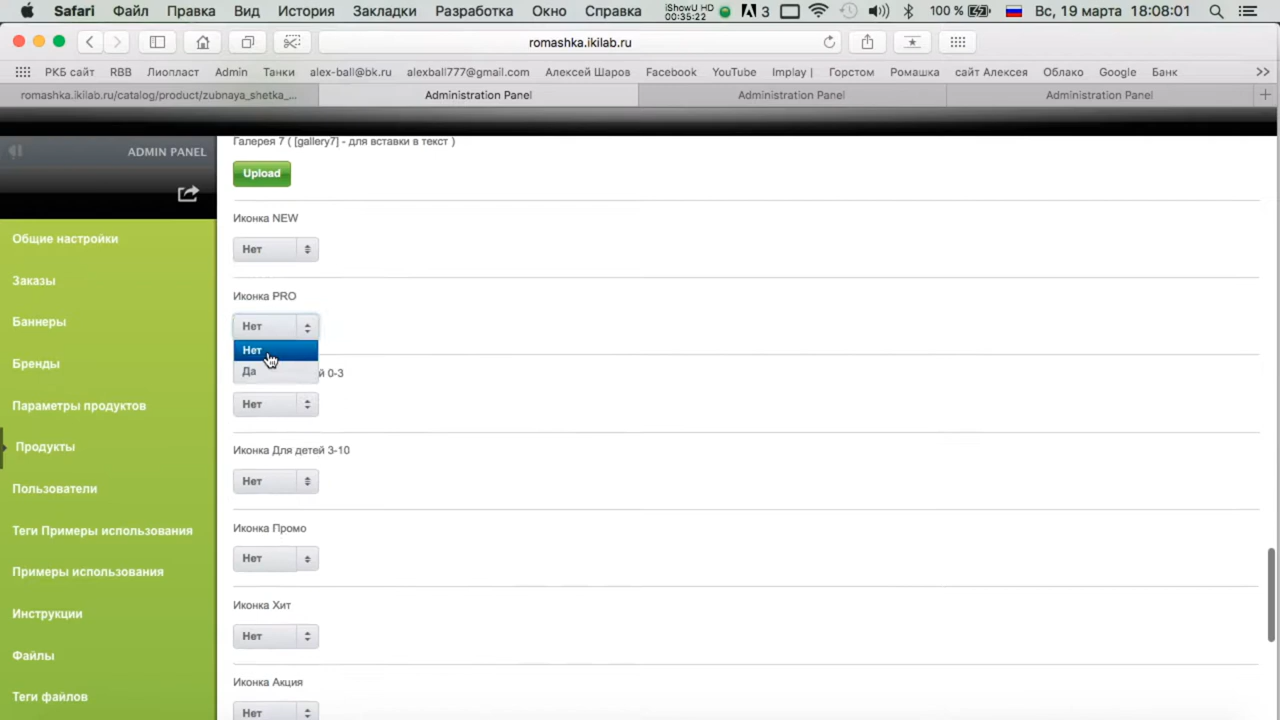 Safari Файл Правка Вид История Закладки Разработка Окно Справка iShowU HD 00:35:22 3 100 % Вс, 19 марта 18:08:01
romashka.ikilab.ru
РКБ сайт RBB Лиопласт Admin Танки alex-ball@bk.ru alexball777@gmail.com Алексей Шаров Facebook YouTube Implay | Горстом Ромашка сайт Алексея Облако Google Банк >>
romashka.ikilab.ru/catalog/product/zubnaya_shetka_... Administration Panel Administration Panel Administration Panel
ADMIN PANEL
Общие настройки
Заказы
Баннеры
Бренды
Параметры продуктов
Продукты
Пользователи
Теги Примеры использования
Примеры использования
Инструкции
Файлы
Теги файлов
Галерея 7 ( [gallery7] - для вставки в текст )
Upload
Иконка NEW
Нет
Иконка PRO
Нет
Нет
Да
й 0-3
Нет
Иконка Для детей 3-10
Нет
Иконка Промо
Нет
Иконка Хит
Нет
Иконка Акция
Нет